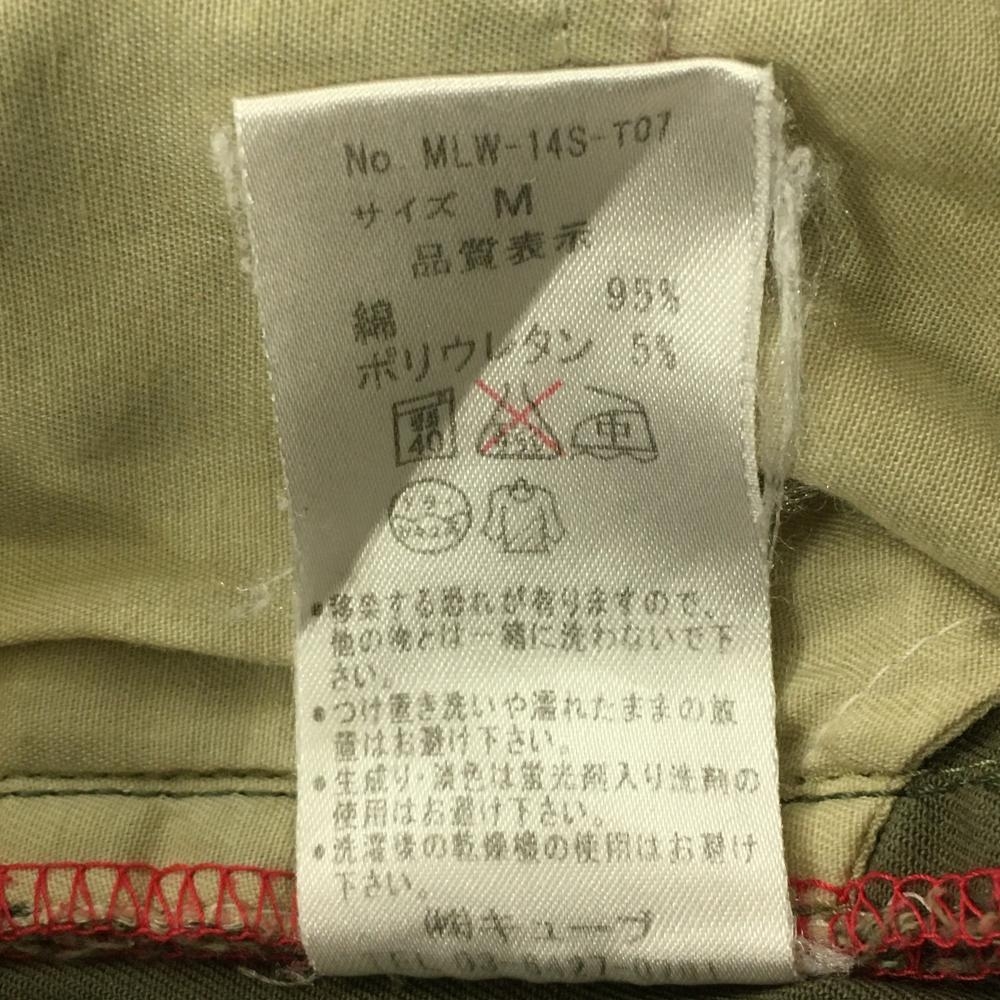 No. MLW-14S-T07
サイズ M
品質表示
綿 95%
ポリウレタン 5%
40
中
•移染する恐れが有りますので、
他の物とは一緒に洗わないで下
さい。
•つけ置き洗いや濡れたままの放
置はお避け下さい。
•生成り・淡色は蛍光剤入り洗剤の
使用はお避け下さい。
•洗濯後の乾燥機の使用はお避け
下さい。
㈱キューブ